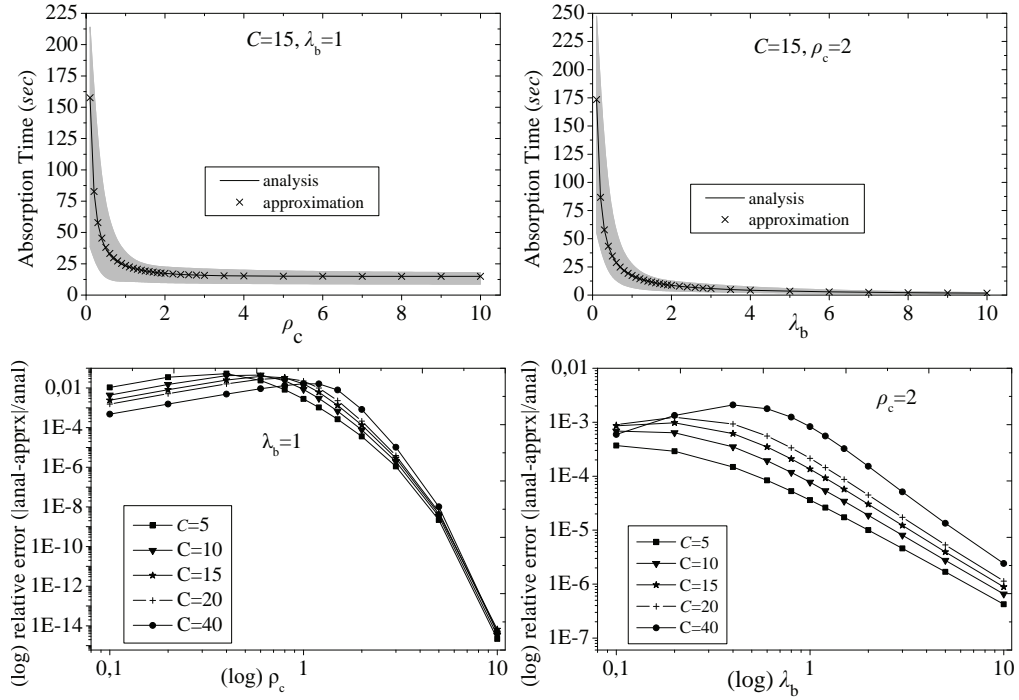 C=15, λb=1
Absorption Time (sec)
225
200
175
150
125
100
75
50
25
0
analysis
approximation
0 2 4 6 8 10
ρc
C=15, ρc=2
Absorption Time (sec)
250
225
200
175
150
125
100
75
50
25
0
analysis
approximation
0 2 4 6 8 10
λb
(log) relative error (|anal-apprx|/anal)
0,01
1E-4
1E-6
1E-8
1E-10
1E-12
1E-14
λb=1
C=5
C=10
C=15
C=20
C=40
0,1 1 10
(log) ρc
(log) relative error (|anal-apprx|/anal)
ρc=2
1E-3
1E-4
1E-5
1E-6
1E-7
C=5
C=10
C=15
C=20
C=40
0,1 1 10
(log) λb